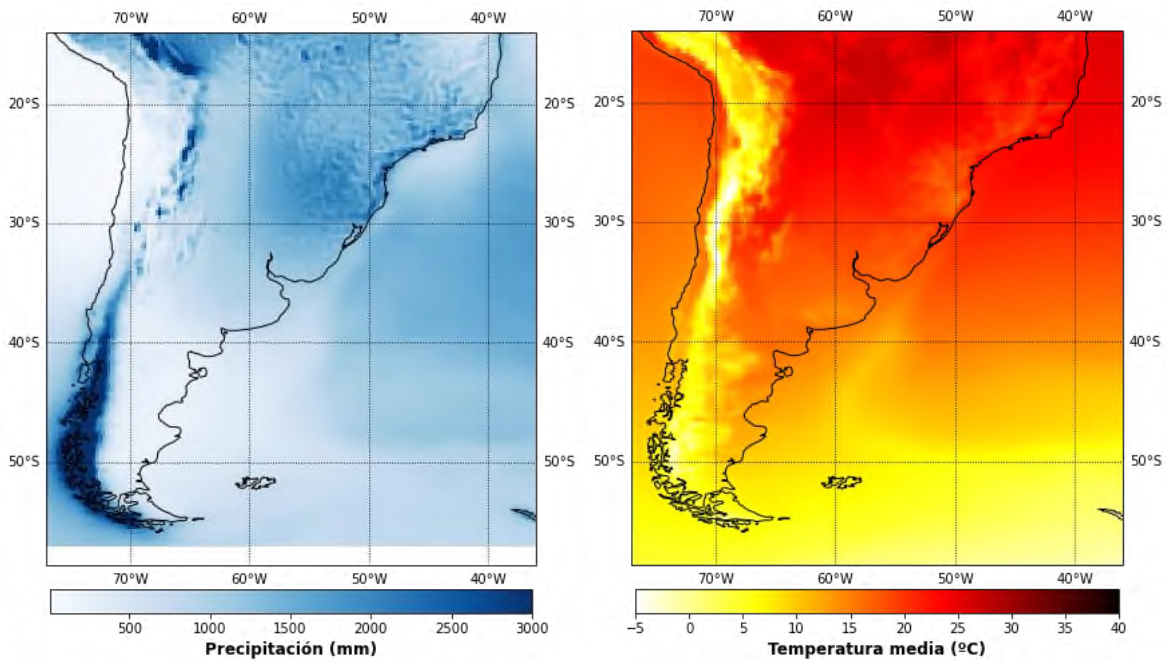 70°W 60°W 50°W 40°W
20°S 20°S
30°S 30°S
40°S 40°S
50°S 50°S
70°W 60°W 50°W 40°W
500 1000 1500 2000 2500 3000
Precipitación (mm)
70°W 60°W 50°W 40°W
20°S
30°S
40°S
50°S
70°W 60°W 50°W 40°W
−5 0 5 10 15 20 25 30 35 40
Temperatura media (ºC)